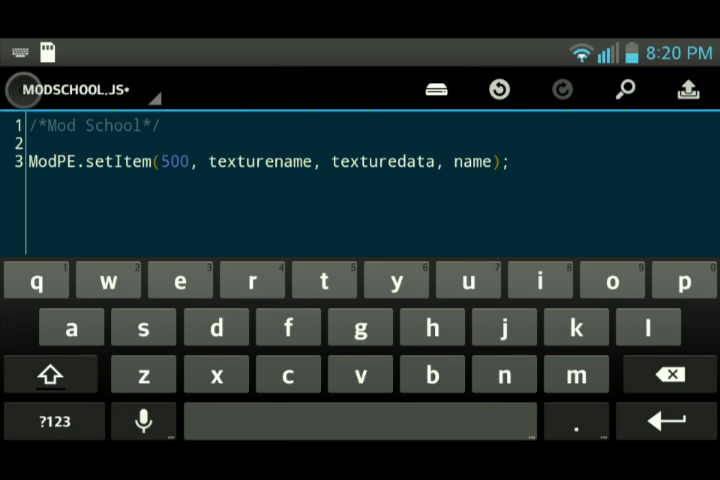 8:20 PM
MODSCHOOL.JS*
1 /*Mod School*/
2
3 ModPE.setItem(500, texturename, texturedata, name);
q 1 w 2 e 3 r 4 t 5 y 6 u 7 i 8 o 9 p 0
a s d f g h j k l
z x c v b n m
?123 ... ... . ...